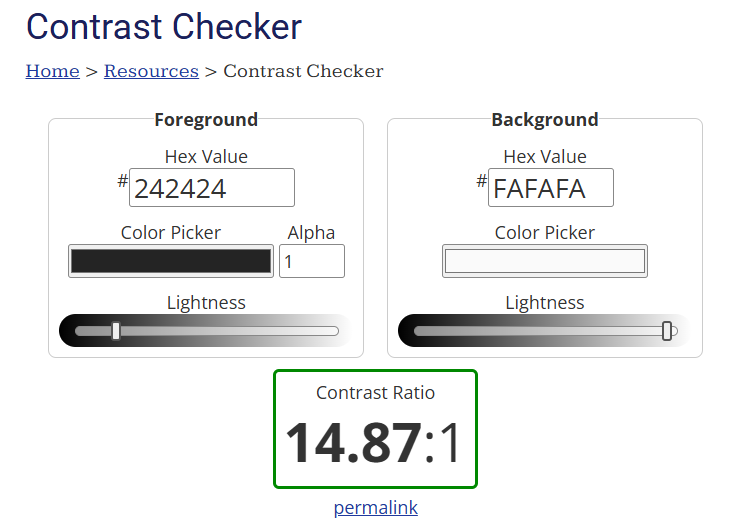 Contrast Checker
Home > Resources > Contrast Checker
Foreground
Hex Value
# 242424
Color Picker Alpha
1
Lightness
Background
Hex Value
# FAFAFA
Color Picker
Lightness
Contrast Ratio
14.87:1
permalink